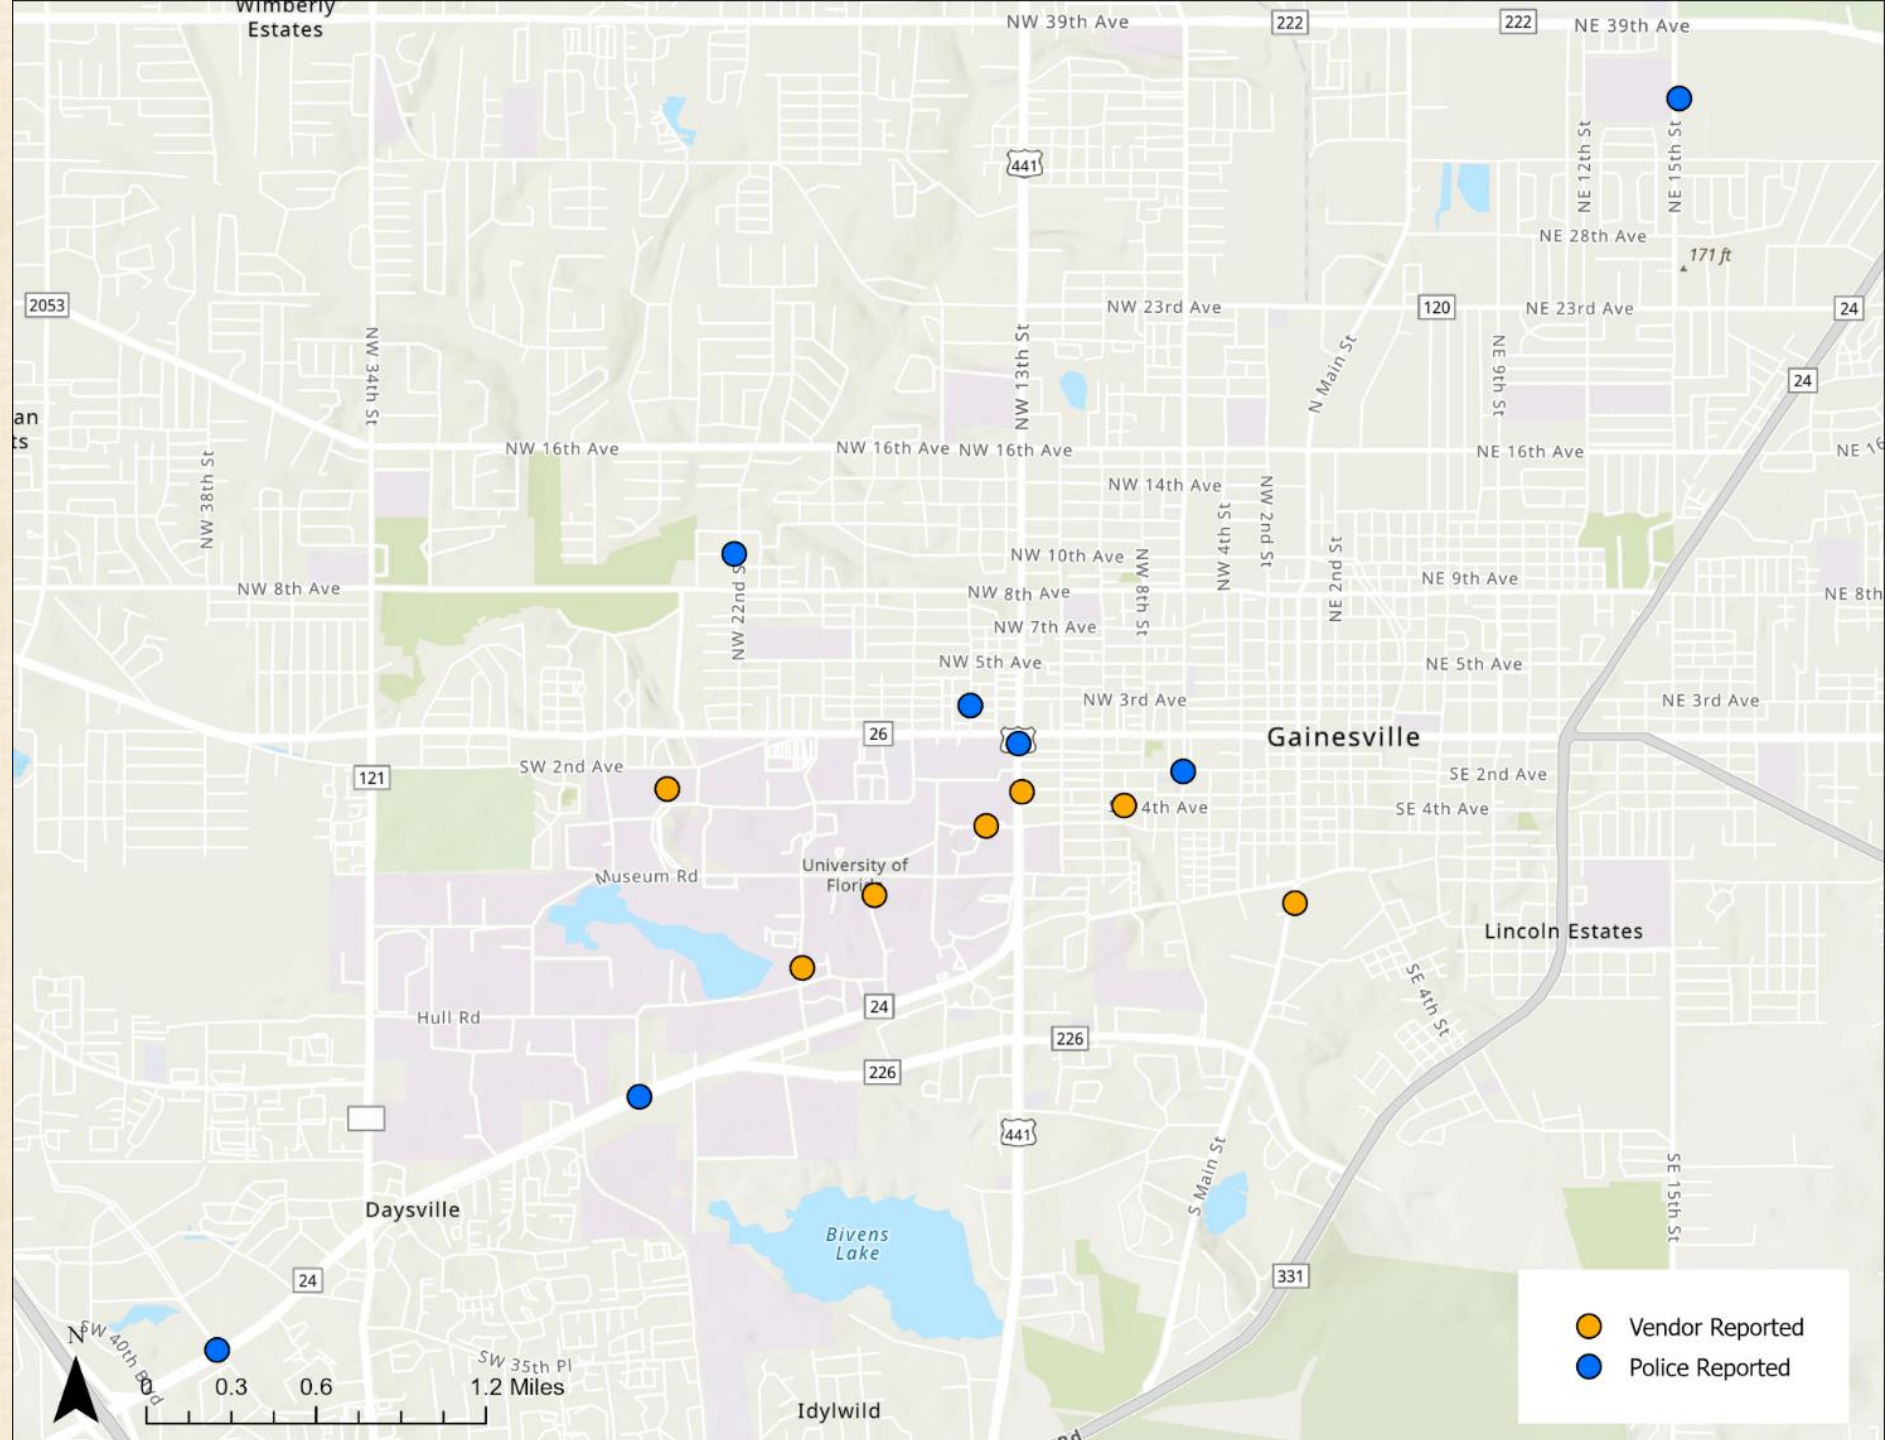 Wimberly
Estates
NW 39th Ave
222
222
NE 39th Ave
441
NE 12th St
NE 15th St
NE 28th Ave
171 ft
2053
NW 23rd Ave
120
NE 23rd Ave
24
NW 34th St
NW 13th St
N Main St
NE 9th St
24
an
ts
NW 16th Ave
NW 16th Ave
NW 16th Ave
NE 16th Ave
NE 16
NW 38th St
NW 14th Ave
NW 4th St
NW 2nd St
NW 10th Ave
NW 8th St
NE 2nd St
NE 9th Ave
NW 8th Ave
NW 22nd S
NW 8th Ave
NE 8th
NW 7th Ave
NW 5th Ave
NE 5th Ave
NW 3rd Ave
NE 3rd Ave
26
Gainesville
SW 2nd Ave
121
SE 2nd Ave
4th Ave
SE 4th Ave
University of
Florid
Museum Rd
Lincoln Estates
SE 4th St
24
Hull Rd
226
226
441
S Main St
SE 15th St
Daysville
Bivens
Lake
24
331
N
SW 40th Blvd
SW 35th Pl
0
0.3
0.6
1.2 Miles
Idylwild
Rd
Vendor Reported
Police Reported